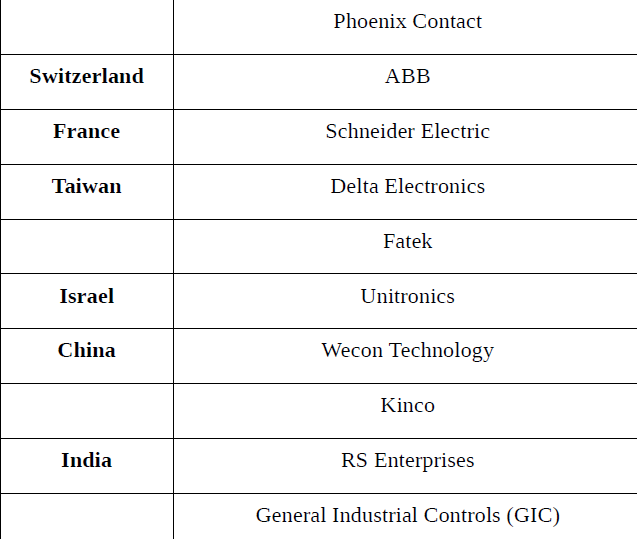 Phoenix Contact
Switzerland ABB
France Schneider Electric
Taiwan Delta Electronics
Fatek
Israel Unitronics
China Wecon Technology
Kinco
India RS Enterprises
General Industrial Controls (GIC)